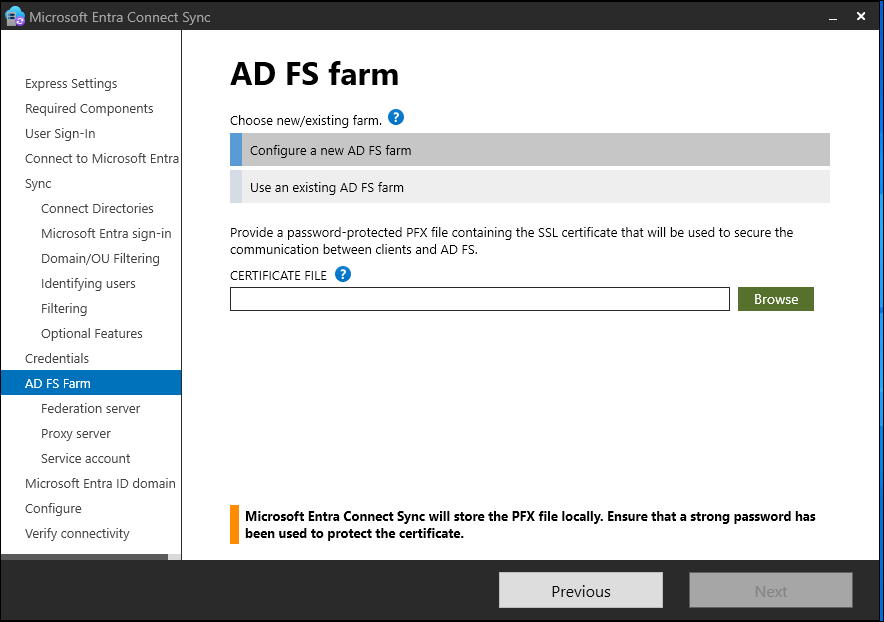 Microsoft Entra Connect Sync
Express Settings
Required Components
User Sign-In
Connect to Microsoft Entra
Sync
Connect Directories
Microsoft Entra sign-in
Domain/OU Filtering
Identifying users
Filtering
Optional Features
Credentials
AD FS Farm
Federation server
Proxy server
Service account
Microsoft Entra ID domain
Configure
Verify connectivity
AD FS farm
Choose new/existing farm. ?
Configure a new AD FS farm
Use an existing AD FS farm
Provide a password-protected PFX file containing the SSL certificate that will be used to secure the
communication between clients and AD FS.
CERTIFICATE FILE ?
Browse
Microsoft Entra Connect Sync will store the PFX file locally. Ensure that a strong password has
been used to protect the certificate.
Previous
Next